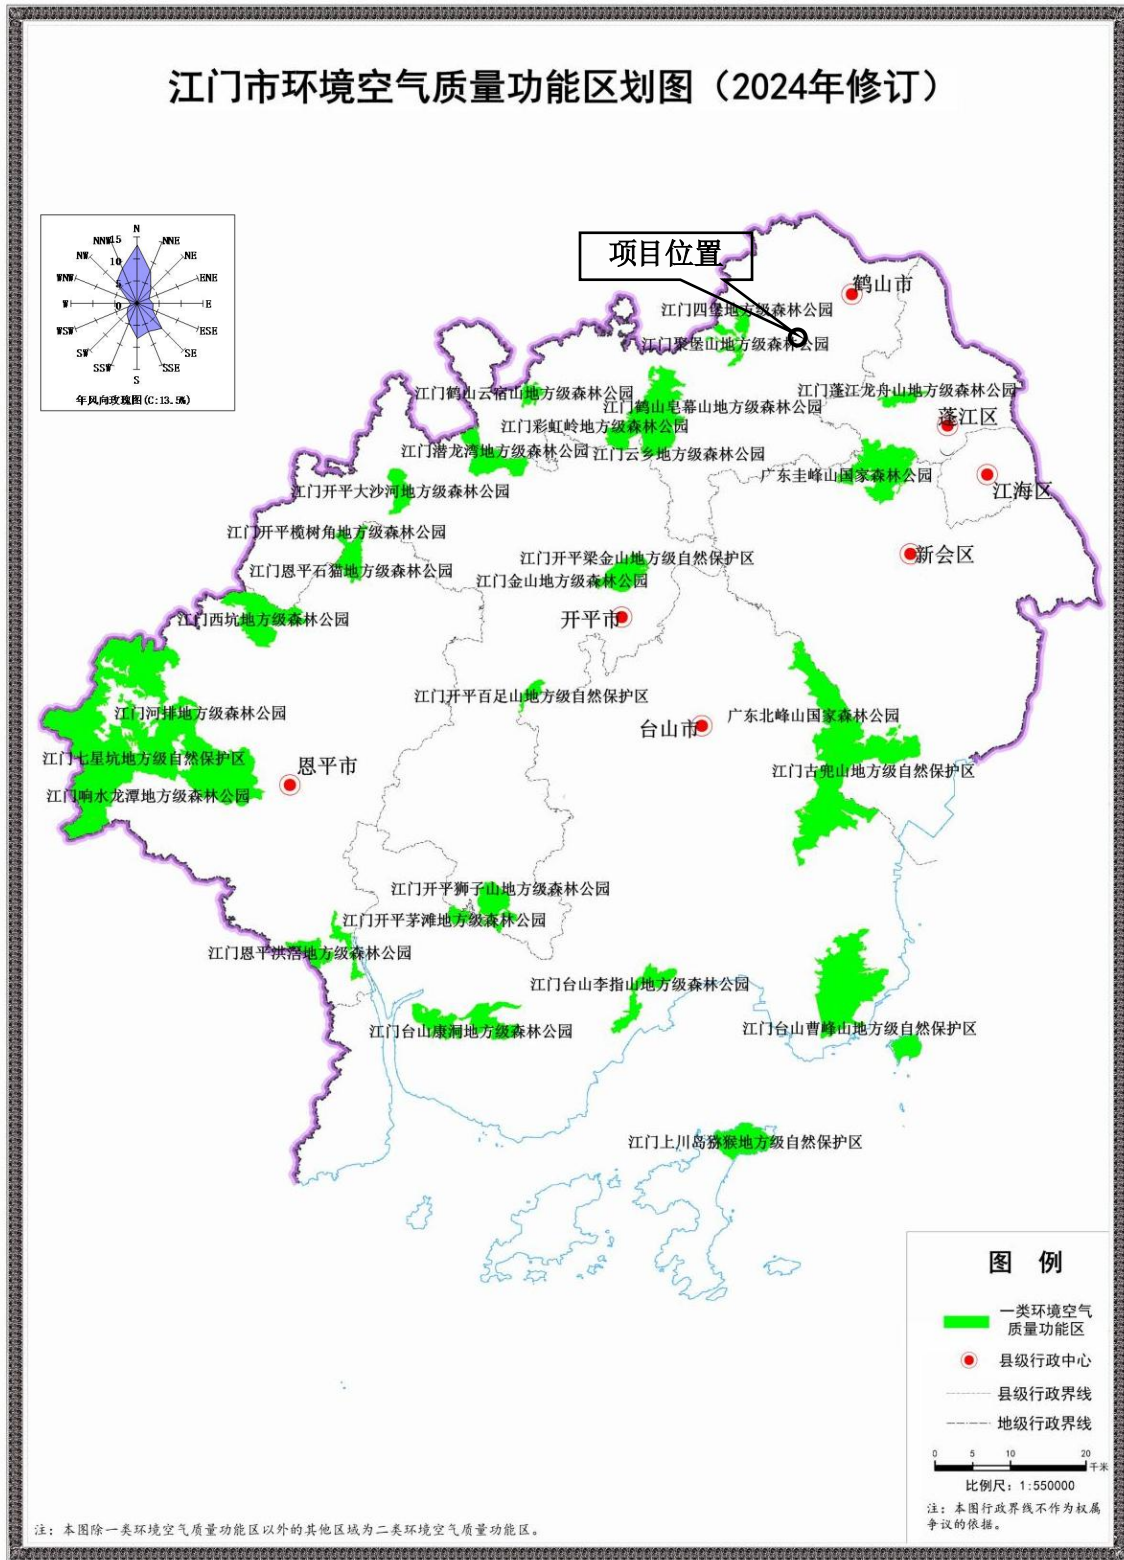 江门市环境空气质量功能区划图（2024年修订）
N
NNW
15
NNE
NW
10
NE
WNW
5
ENE
W
0
E
WSW
ESE
SW
SE
SSW
SSE
S
年风向玫瑰图(C:13.5%)
项目位置
鹤山市
江门四堡地方级森林公园
江门聚堡山地方级森林公园
江门鹤山云宿山地方级森林公园
江门蓬江龙舟山地方级森林公园
江门鹤山皂幕山地方级森林公园
蓬江区
江门彩虹岭地方级森林公园
江门潜龙湾地方级森林公园
江门云乡地方级森林公园
广东圭峰山国家森林公园
江门开平大沙河地方级森林公园
江海区
江门开平榄树角地方级森林公园
新会区
江门开平梁金山地方级自然保护区
江门恩平石猫地方级森林公园
江门金山地方级森林公园
开平市
江门西坑地方级森林公园
江门开平百足山地方级自然保护区
江门河排地方级森林公园
广东北峰山国家森林公园
台山市
江门七星坑地方级自然保护区
恩平市
江门古兜山地方级自然保护区
江门响水龙潭地方级森林公园
江门开平狮子山地方级森林公园
江门开平茅滩地方级森林公园
江门恩平洪滘地方级森林公园
江门台山李指山地方级森林公园
江门台山康洞地方级森林公园
江门台山曹峰山地方级自然保护区
江门上川岛猕猴地方级自然保护区
图 例
一类环境空气
质量功能区
县级行政中心
县级行政界线
地级行政界线
0 5 10 20
千米
比例尺：1:550000
注：本图行政界线不作为权属
争议的依据。
注：本图除一类环境空气质量功能区以外的其他区域为二类环境空气质量功能区。